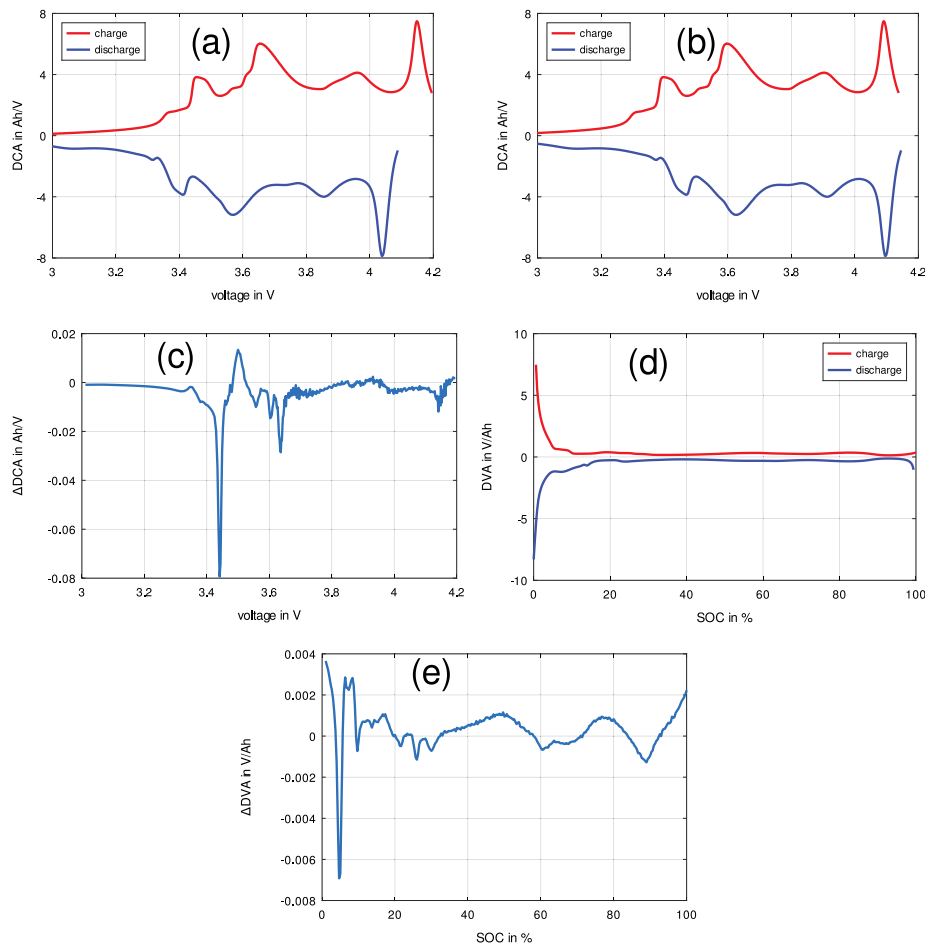 (a)
charge
discharge
DCA in Ah/V
8
4
0
-4
-8
3
3.2
3.4
3.6
3.8
4
4.2
voltage in V
(b)
charge
discharge
DCA in Ah/V
8
4
0
-4
-8
3
3.2
3.4
3.6
3.8
4
4.2
voltage in V
(c)
ΔDCA in Ah/V
0.02
0
-0.02
-0.04
-0.06
-0.08
3
3.2
3.4
3.6
3.8
4
4.2
voltage in V
(d)
charge
discharge
DVA in V/Ah
10
5
0
-5
-10
0
20
40
60
80
100
SOC in %
(e)
ΔDVA in V/Ah
0.004
0.002
0
-0.002
-0.004
-0.006
-0.008
0
20
40
60
80
100
SOC in %